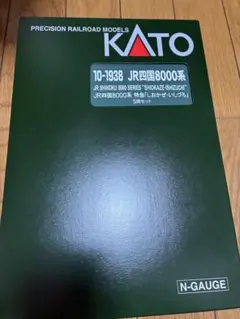 PRECISION RAILROAD MODELS
KATO
10-1938 JR四国8000系
JR SHIKOKU 8000 SERIES "SHIOKAZE・ISHIZUCHI"
JR四国8000系 特急「しおかぜ・いしづち」
5両セット
N-GAUGE